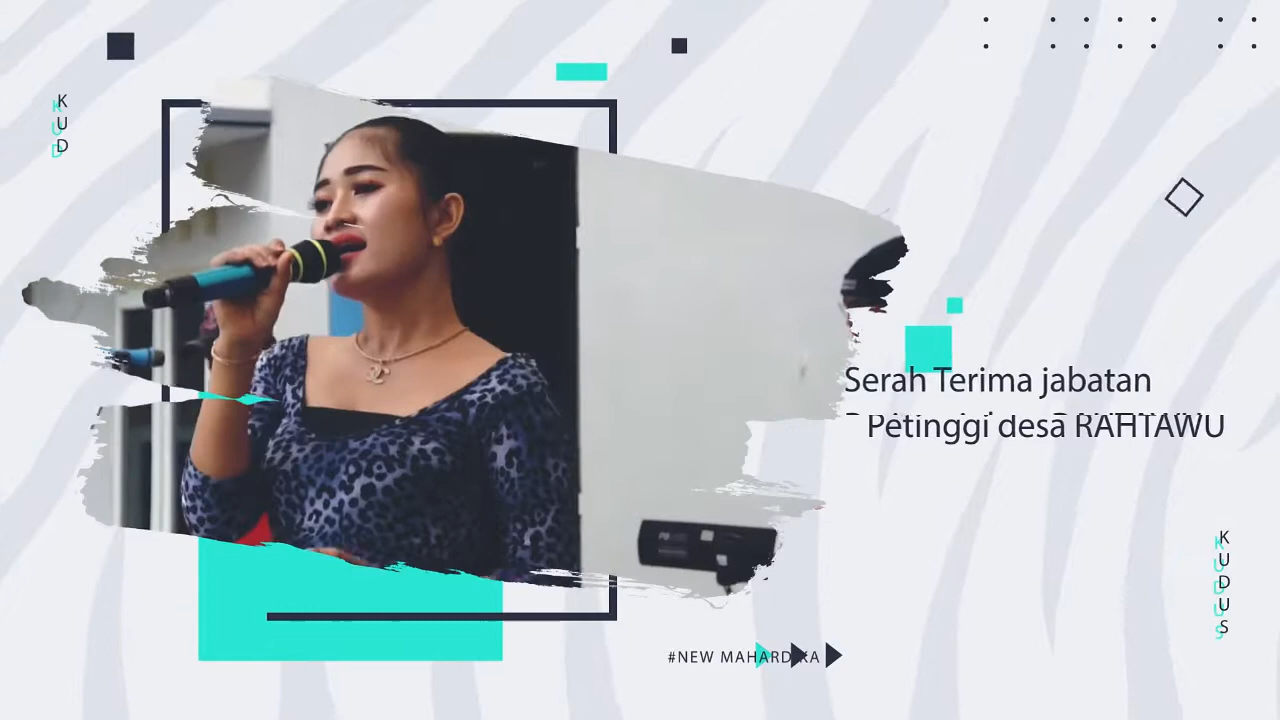 KUD
Serah Terima jabatan
Petinggi desa RAHTAWU
KUDUS
#NEW MAHARDIKA